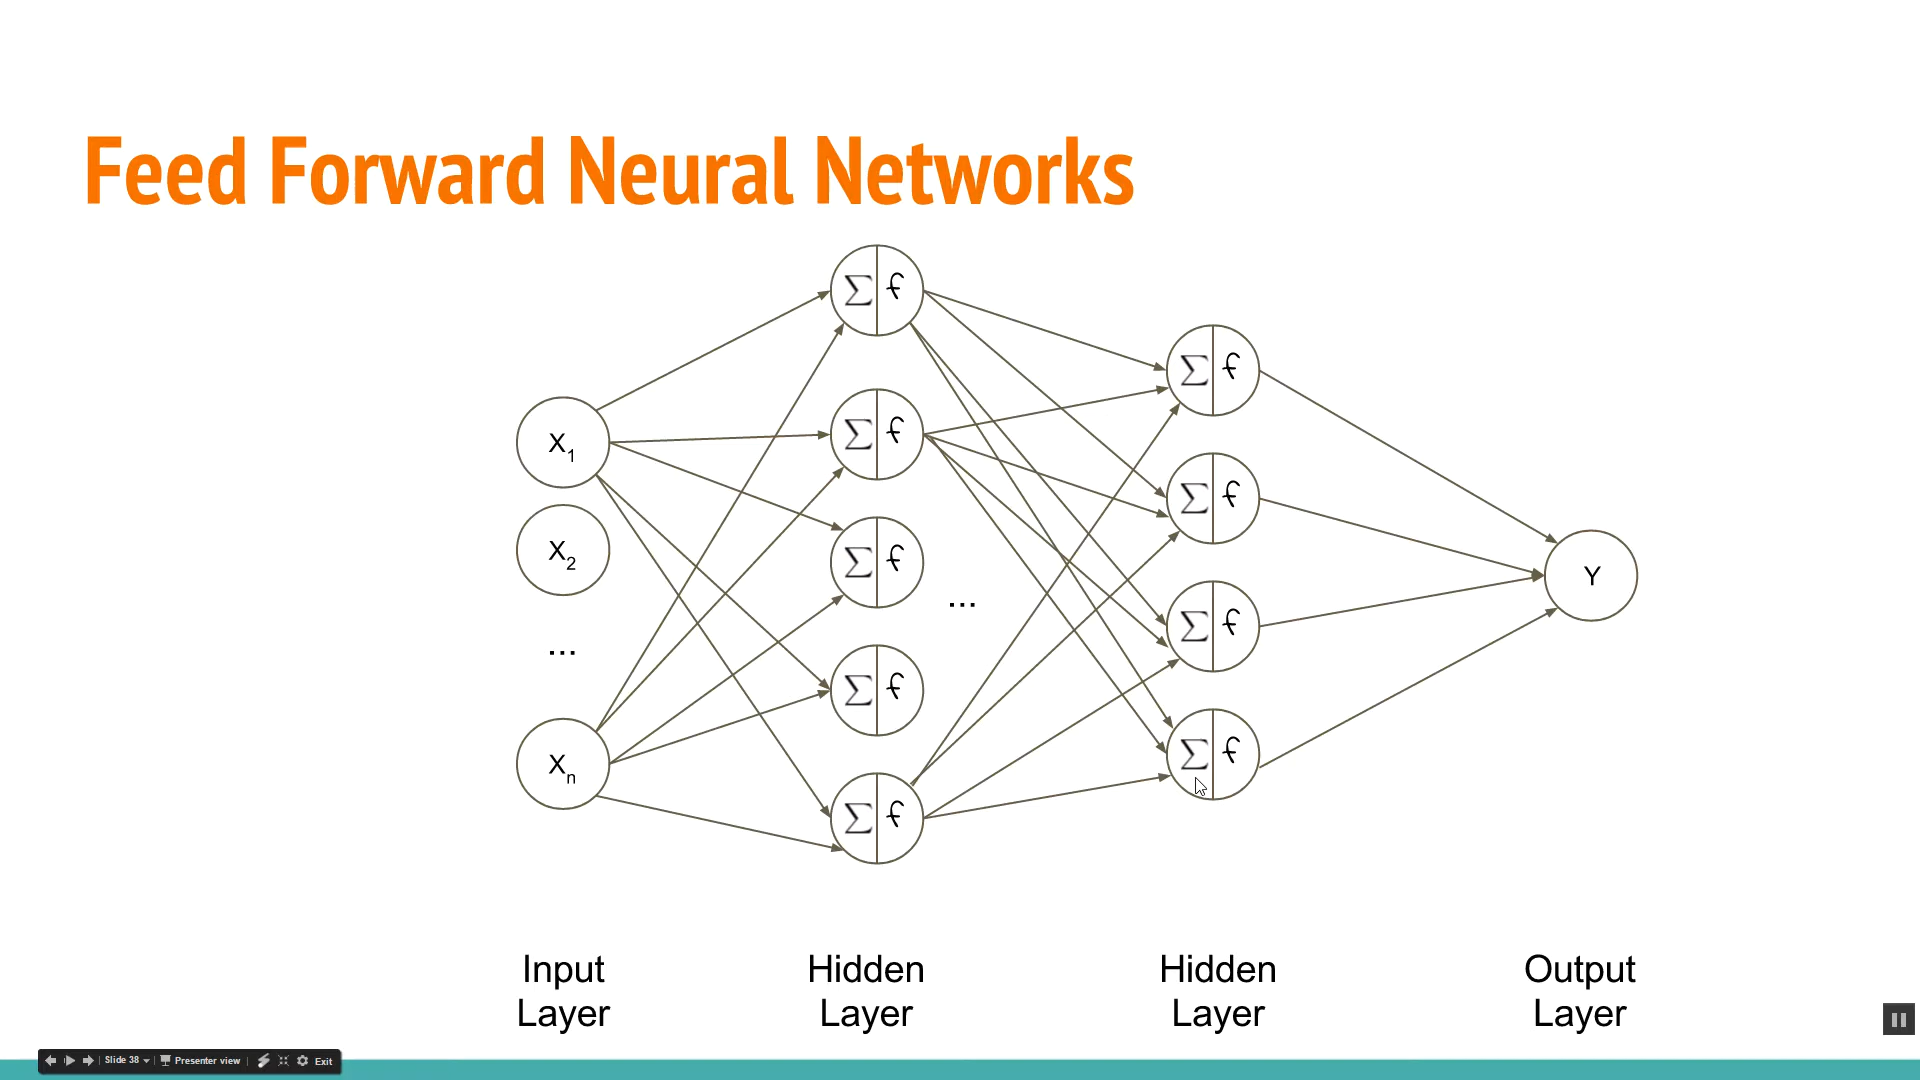 Feed Forward Neural Networks
∑ f
∑ f
∑ f
X1
∑ f
X2
∑ f
∑ f
Y
...
∑ f
...
∑ f
Xn
∑ f
∑ f
Input Layer
Hidden Layer
Hidden Layer
Output Layer
Slide 38
Presenter view
Exit